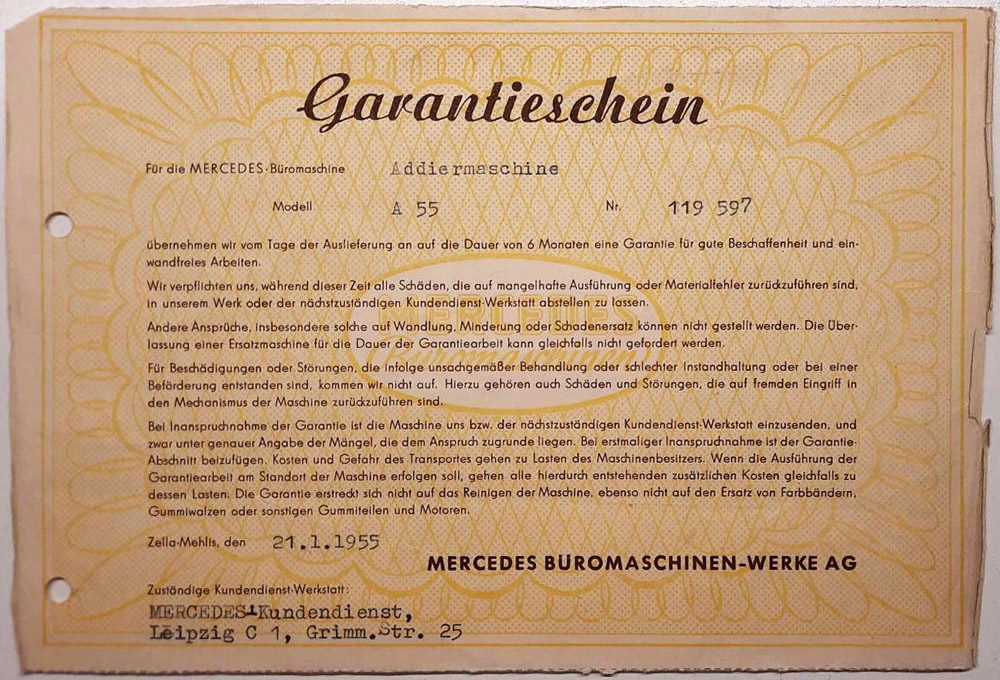 Garantieschein
Für die MERCEDES-Büromaschine Addiermaschine
Modell A 55 Nr. 119 597
übernehmen wir vom Tage der Auslieferung an auf die Dauer von 6 Monaten eine Garantie für gute Beschaffenheit und ein-
wandfreies Arbeiten.
Wir verpflichten uns, während dieser Zeit alle Schäden, die auf mangelhafte Ausführung oder Materialfehler zurückzuführen sind,
in unserem Werk oder der nächstzuständigen Kundendienst-Werkstatt abstellen zu lassen.
Andere Ansprüche, insbesondere solche auf Wandlung, Minderung oder Schadenersatz können nicht gestellt werden. Die Über-
lassung einer Ersatzmaschine für die Dauer der Garantiearbeit kann gleichfalls nicht gefordert werden.
Für Beschädigungen oder Störungen, die infolge unsachgemäßer Behandlung oder schlechter Instandhaltung oder bei einer
Beförderung entstanden sind, kommen wir nicht auf. Hierzu gehören auch Schäden und Störungen, die auf fremden Eingriff in
den Mechanismus der Maschine zurückzuführen sind.
Bei Inanspruchnahme der Garantie ist die Maschine uns bzw. der nächstzuständigen Kundendienst-Werkstatt einzusenden, und
zwar unter genauer Angabe der Mängel, die dem Anspruch zugrunde liegen. Bei erstmaliger Inanspruchnahme ist der Garantie-
Abschnitt beizufügen. Kosten und Gefahr des Transportes gehen zu Lasten des Maschinenbesitzers. Wenn die Ausführung der
Garantiearbeit am Standort der Maschine erfolgen soll, gehen alle hierdurch entstehenden zusätzlichen Kosten gleichfalls zu
dessen Lasten. Die Garantie erstreckt sich nicht auf das Reinigen der Maschine, ebenso nicht auf den Ersatz von Farbbändern,
Gummiwalzen oder sonstigen Gummiteilen und Motoren.
MERCEDES
Büromaschinen
Zella-Mehlis, den 21.1.1955
MERCEDES BÜROMASCHINEN-WERKE AG
Zuständige Kundendienst-Werkstatt:
MERCEDES-Kundendienst,
Leipzig C 1, Grimm.Str. 25